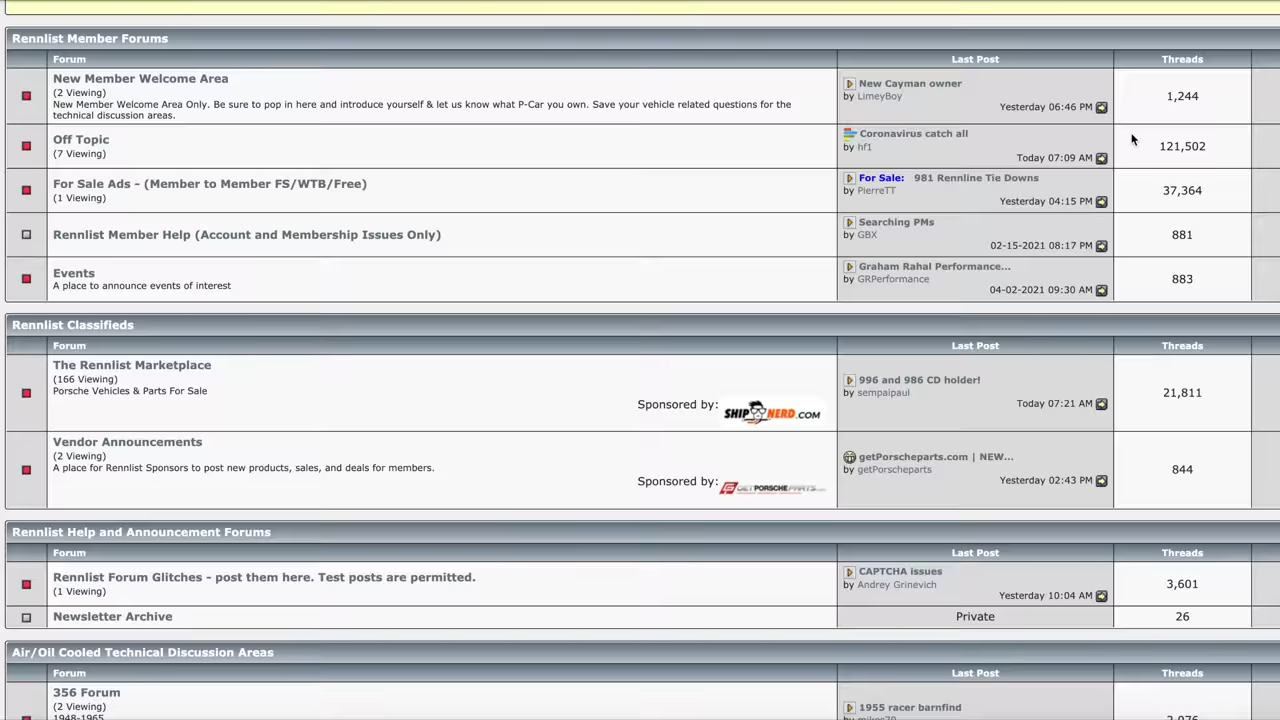 Rennlist Member Forums
Forum Last Post Threads
New Member Welcome Area
(2 Viewing)
New Member Welcome Area Only. Be sure to pop in here and introduce yourself & let us know what P-Car you own. Save your vehicle related questions for the
technical discussion areas.
New Cayman owner
by LimeyBoy
Yesterday 06:46 PM
1,244
Off Topic
(7 Viewing)
Coronavirus catch all
by hf1
Today 07:09 AM
121,502
For Sale Ads - (Member to Member FS/WTB/Free)
(1 Viewing)
For Sale: 981 Rennline Tie Downs
by PierreTT
Yesterday 04:15 PM
37,364
Rennlist Member Help (Account and Membership Issues Only)
Searching PMs
by GBX
02-15-2021 08:17 PM
881
Events
A place to announce events of interest
Graham Rahal Performance...
by GRPerformance
04-02-2021 09:30 AM
883
Rennlist Classifieds
Forum Last Post Threads
The Rennlist Marketplace
(166 Viewing)
Porsche Vehicles & Parts For Sale
Sponsored by: SHIPNERD.COM
996 and 986 CD holder!
by sempaipaul
Today 07:21 AM
21,811
Vendor Announcements
(2 Viewing)
A place for Rennlist Sponsors to post new products, sales, and deals for members.
Sponsored by: GETPORSCHEPARTS.COM
getPorscheparts.com | NEW...
by getPorscheparts
Yesterday 02:43 PM
844
Rennlist Help and Announcement Forums
Forum Last Post Threads
Rennlist Forum Glitches - post them here. Test posts are permitted.
(1 Viewing)
CAPTCHA issues
by Andrey Grinevich
Yesterday 10:04 AM
3,601
Newsletter Archive
Private
26
Air/Oil Cooled Technical Discussion Areas
Forum Last Post Threads
356 Forum
(2 Viewing)
1948-1965
1955 racer barnfind